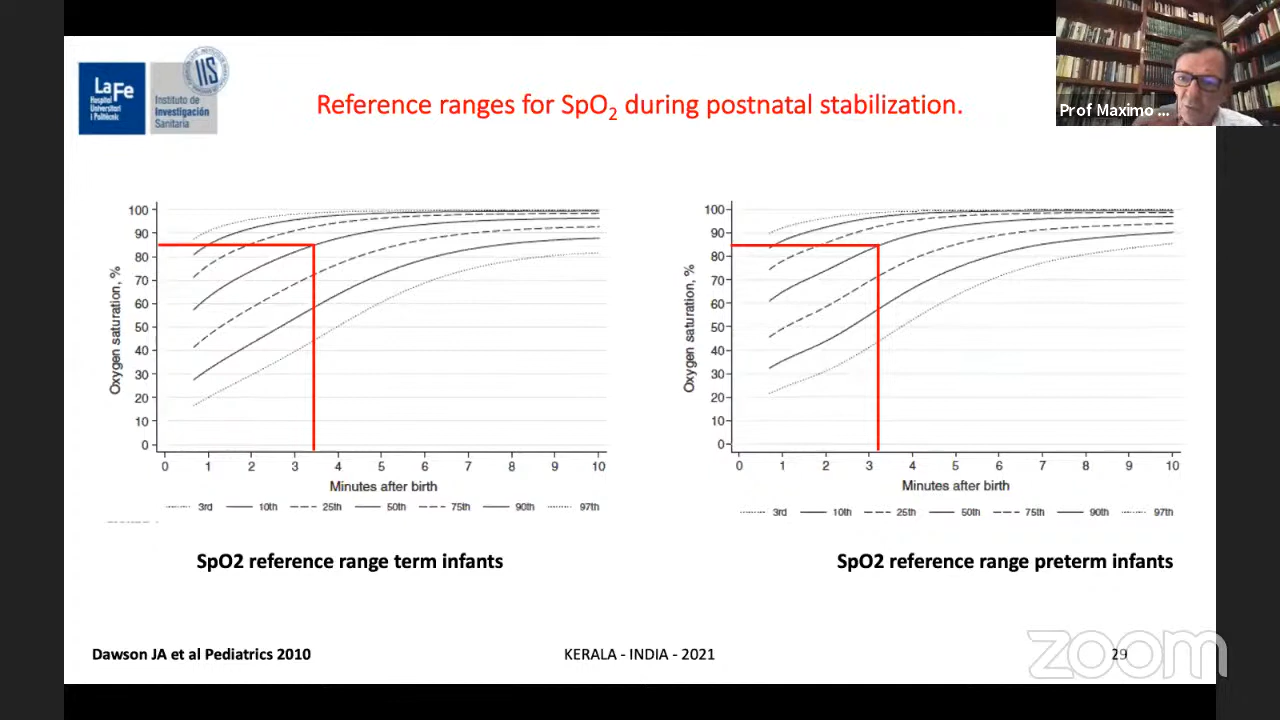 Prof Maximo ...
LaFe
Hospital
Universitari
i Politècnic
IIS
Instituto de
Investigación
Sanitaria
Reference ranges for SpO2 during postnatal stabilization.
Oxygen saturation, %
100
90
80
70
60
50
40
30
20
10
0
0 1 2 3 4 5 6 7 8 9 10
Minutes after birth
3rd 10th 25th 50th 75th 90th 97th
SpO2 reference range term infants
Oxygen saturation, %
100
90
80
70
60
50
40
30
20
10
0
0 1 2 3 4 5 6 7 8 9 10
Minutes after birth
3rd 10th 25th 50th 75th 90th 97th
SpO2 reference range preterm infants
Dawson JA et al Pediatrics 2010
KERALA - INDIA - 2021
29
zoom